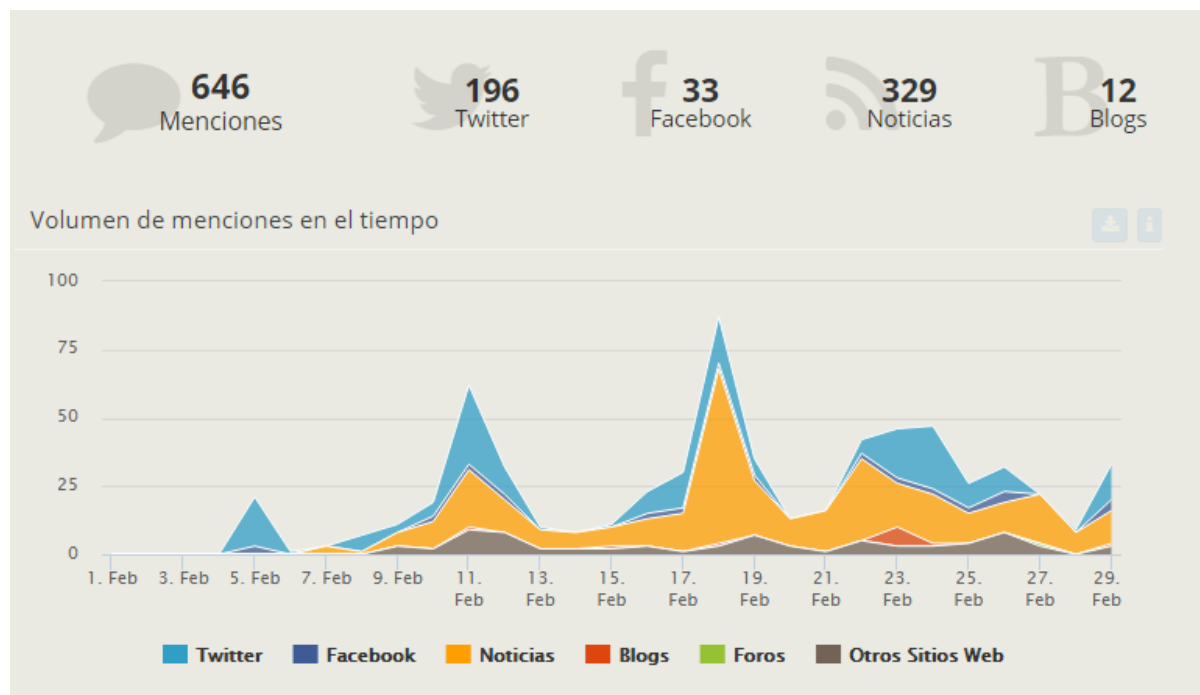 646
Menciones
196
Twitter
33
Facebook
329
Noticias
12
Blogs
Volumen de menciones en el tiempo
100
75
50
25
0
1. Feb 3. Feb 5. Feb 7. Feb 9. Feb 11. Feb 13. Feb 15. Feb 17. Feb 19. Feb 21. Feb 23. Feb 25. Feb 27. Feb 29. Feb
Twitter Facebook Noticias Blogs Foros Otros Sitios Web